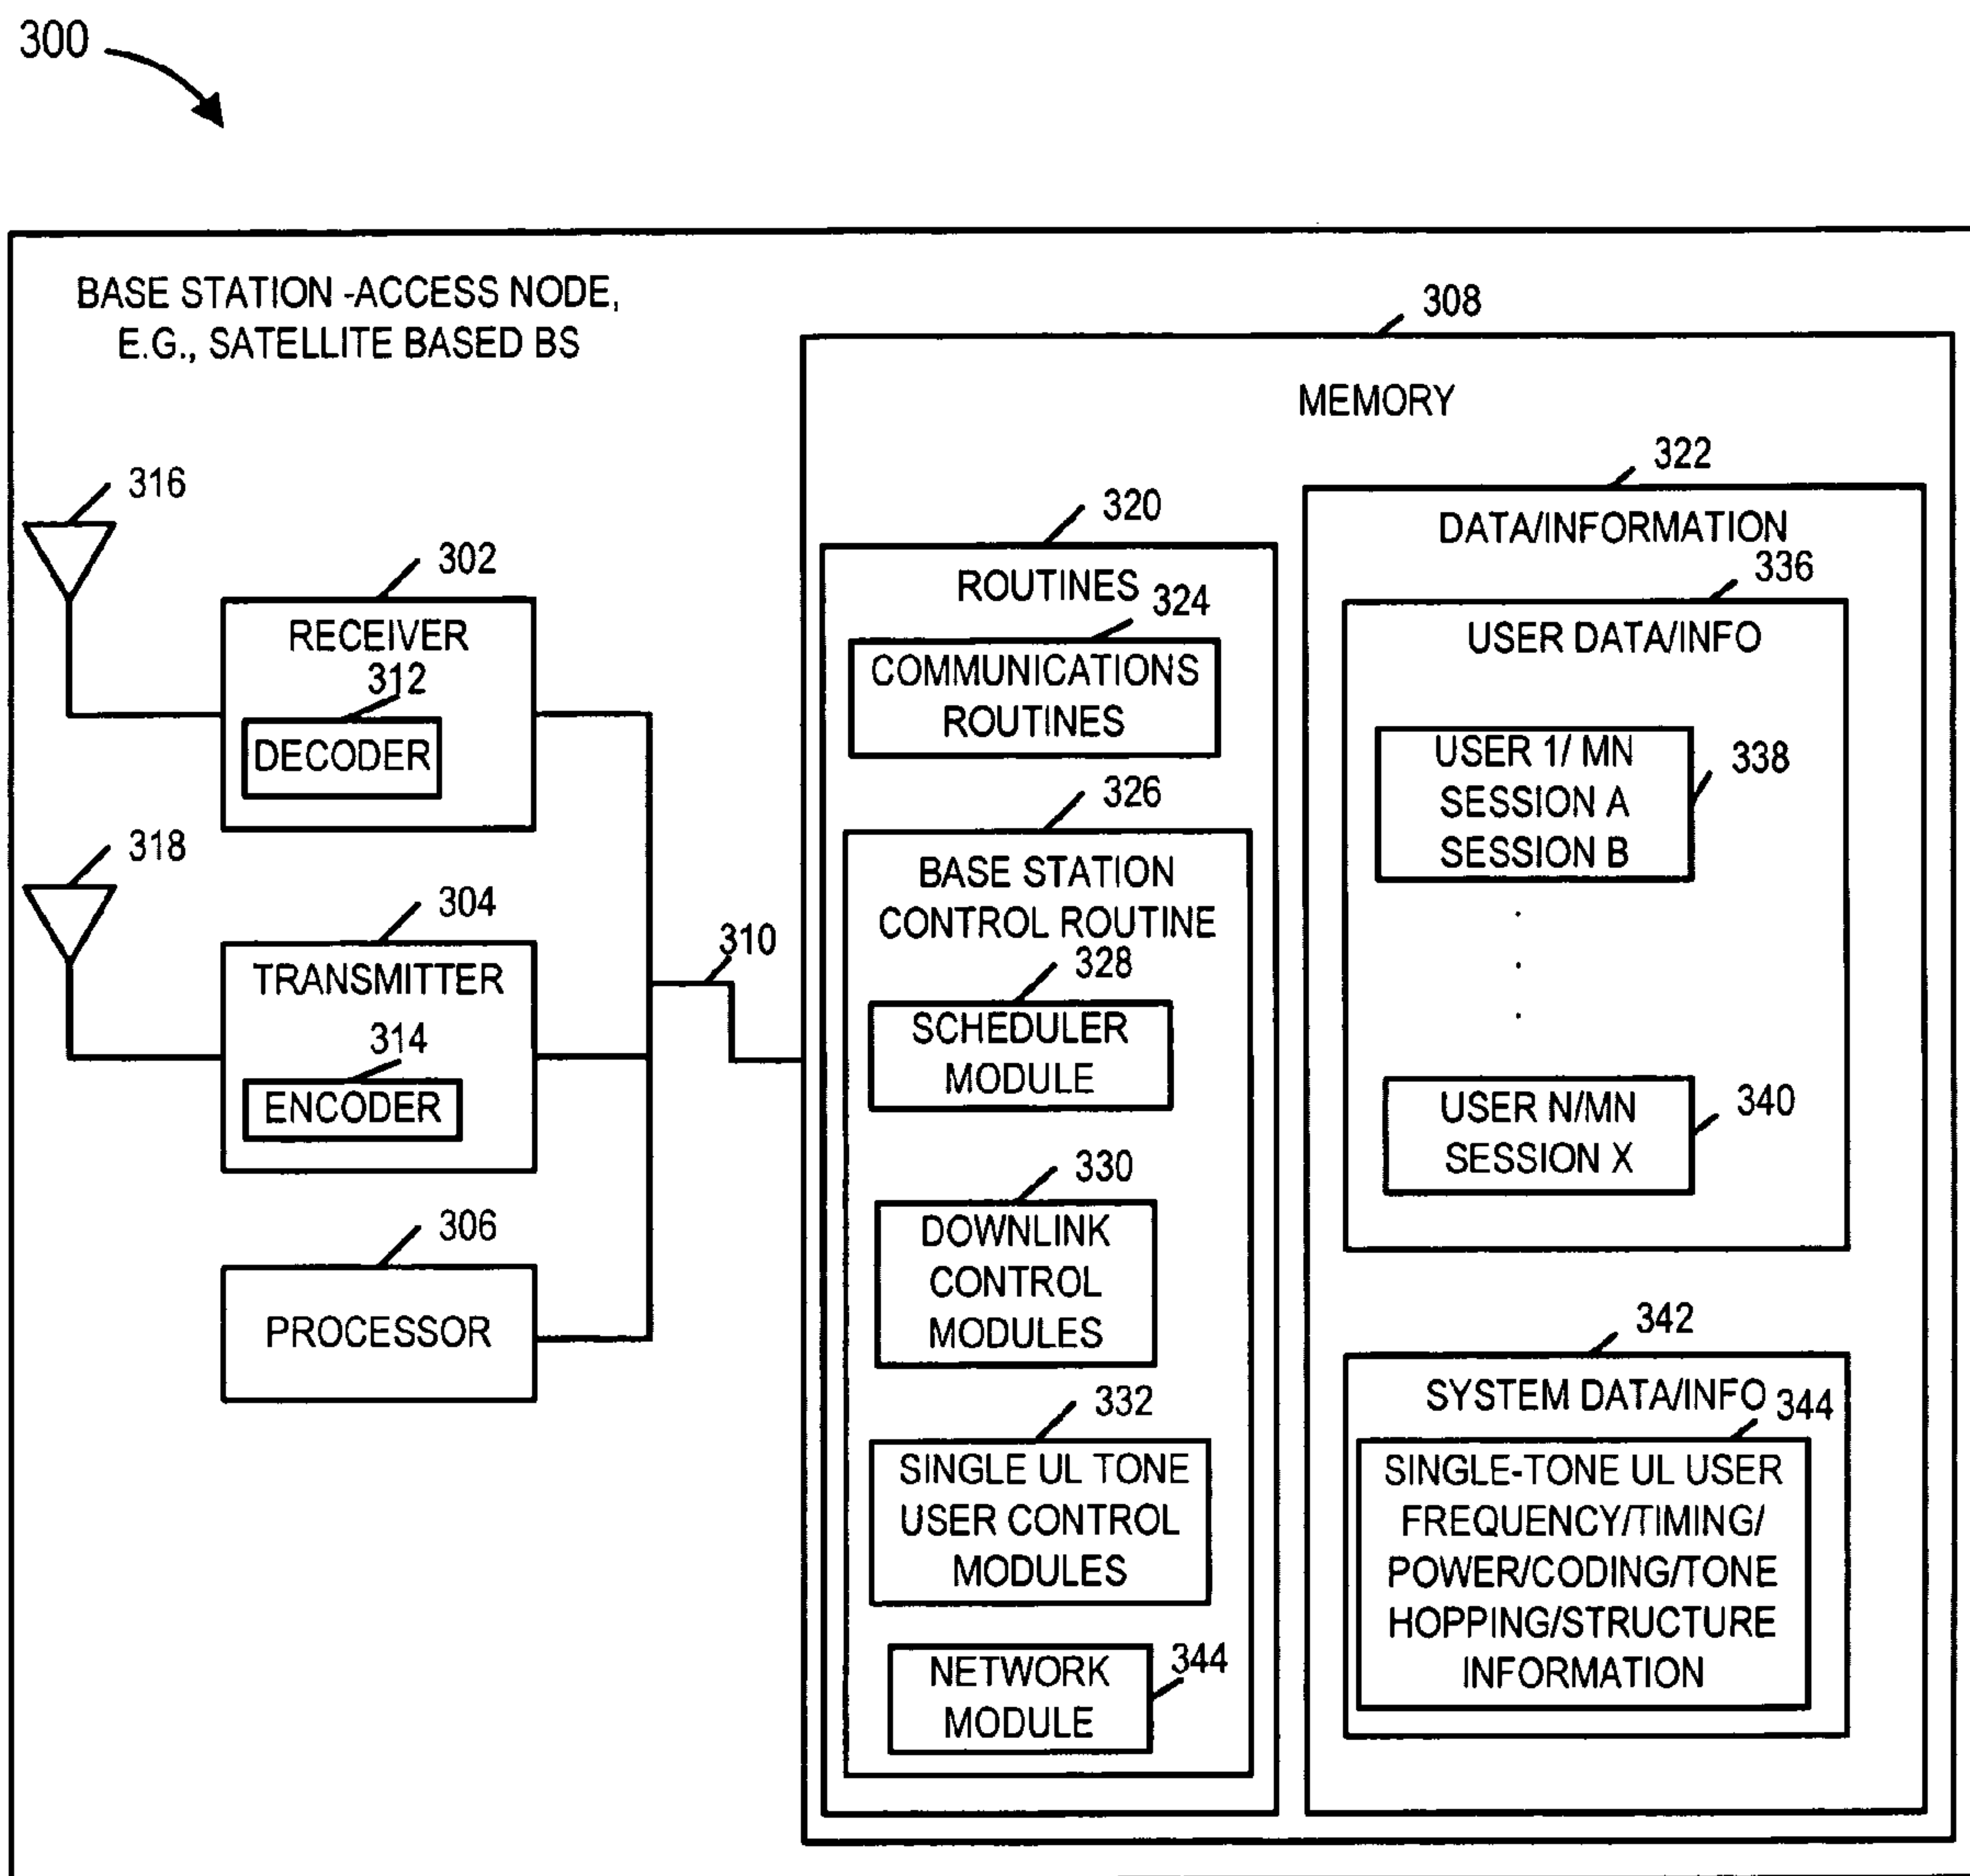 300
BASE STATION -ACCESS NODE,
E.G., SATELLITE BASED BS
316
302
RECEIVER
312
DECODER
318
304
TRANSMITTER
314
ENCODER
306
PROCESSOR
310
308
MEMORY
320
ROUTINES
324
COMMUNICATIONS
ROUTINES
326
BASE STATION
CONTROL ROUTINE
328
SCHEDULER
MODULE
330
DOWNLINK
CONTROL
MODULES
332
SINGLE UL TONE
USER CONTROL
MODULES
344
NETWORK
MODULE
322
DATA/INFORMATION
336
USER DATA/INFO
USER 1/ MN
SESSION A
SESSION B
338
.
.
.
USER N/MN
SESSION X
340
342
SYSTEM DATA/INFO
344
SINGLE-TONE UL USER
FREQUENCY/TIMING/
POWER/CODING/TONE
HOPPING/STRUCTURE
INFORMATION